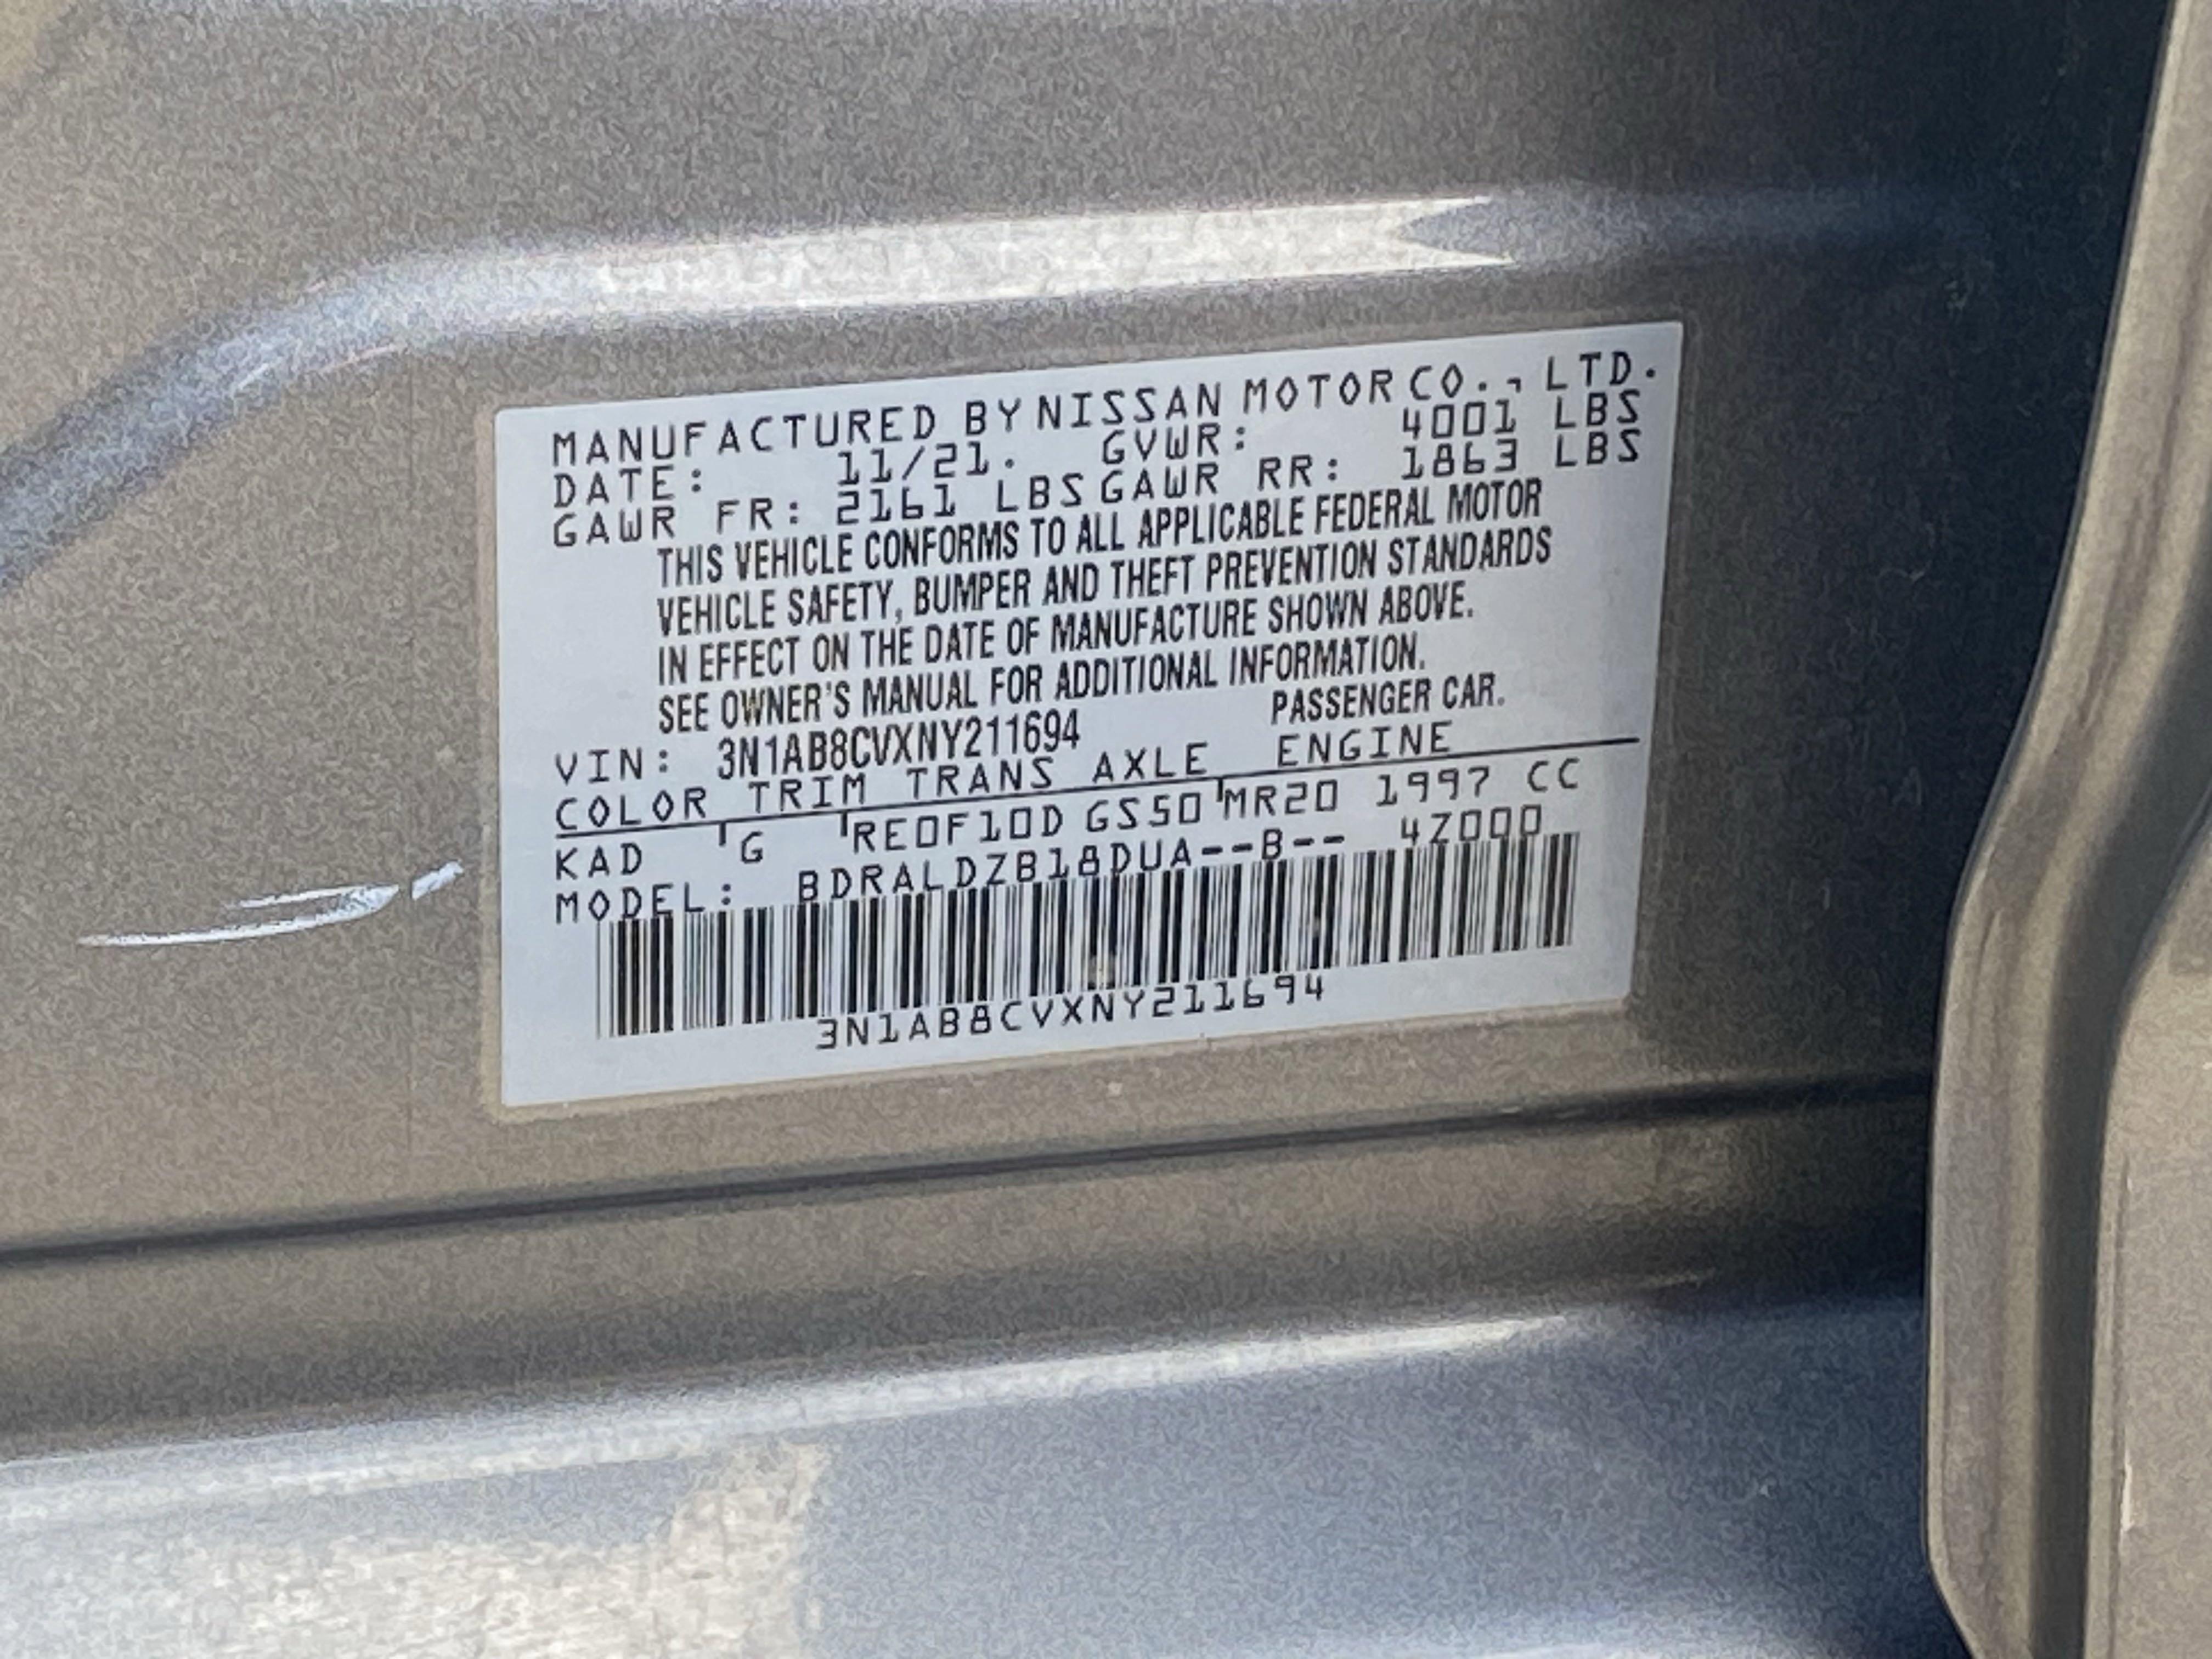 MANUFACTURED BY NISSAN MOTOR CO., LTD.
DATE: 11/21. GVWR: 4001 LBS
GAWR FR: 2161 LBS GAWR RR: 1863 LBS
THIS VEHICLE CONFORMS TO ALL APPLICABLE FEDERAL MOTOR
VEHICLE SAFETY, BUMPER AND THEFT PREVENTION STANDARDS
IN EFFECT ON THE DATE OF MANUFACTURE SHOWN ABOVE.
SEE OWNER'S MANUAL FOR ADDITIONAL INFORMATION.
VIN: 3N1AB8CVXNY211694 PASSENGER CAR.
COLOR TRIM TRANS AXLE ENGINE
KAD G RE0F10D GS50 MR20 1997 CC
MODEL: BDRALDZB18DUA--B-- 4Z000
3N1AB8CVXNY211694